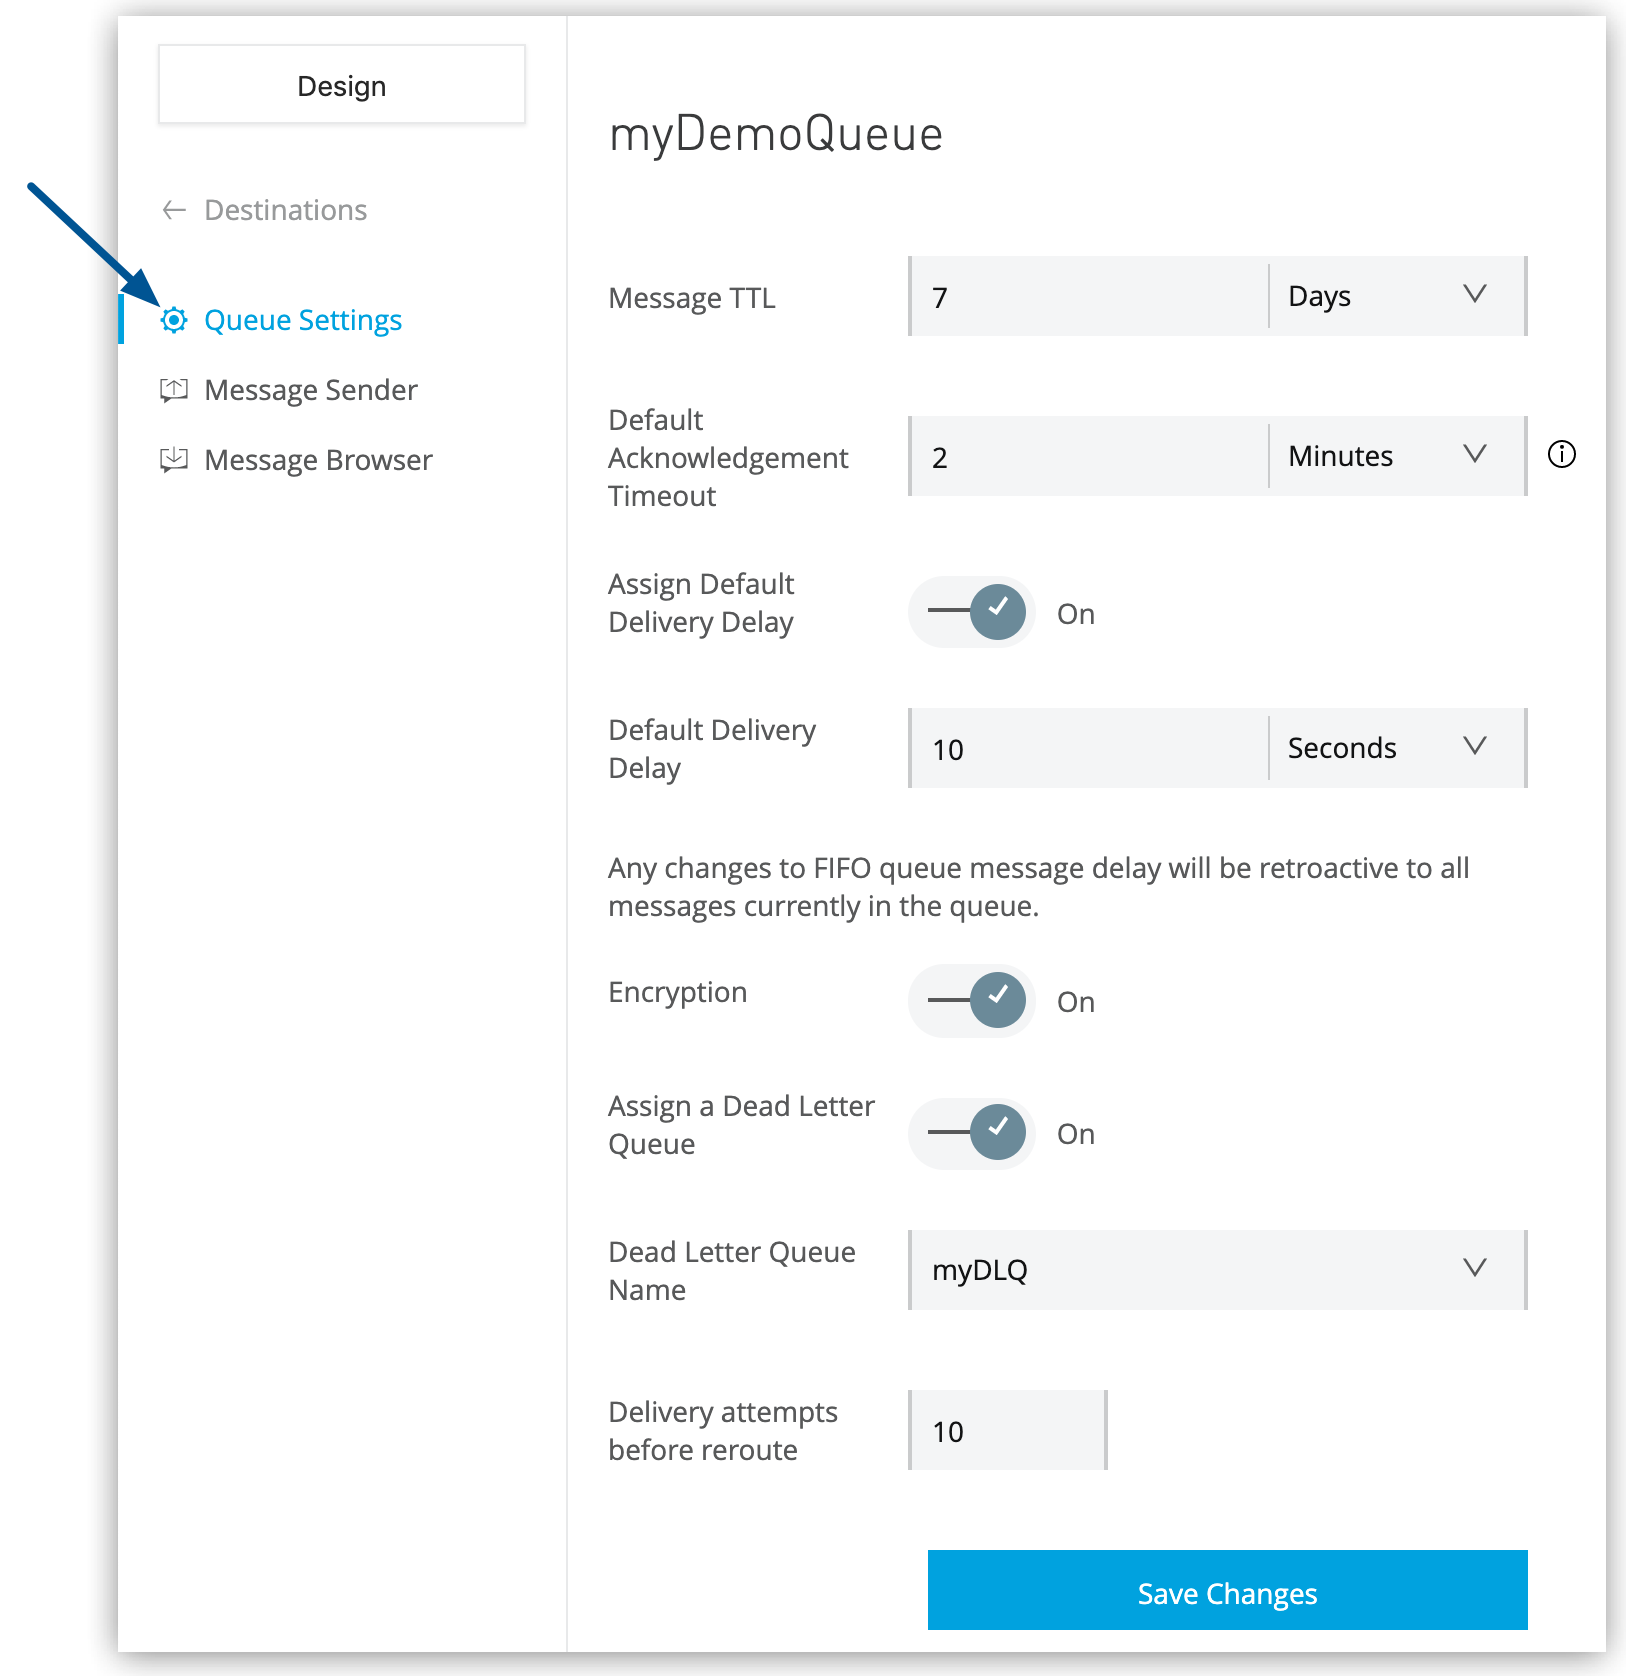 Design
Destinations
Queue Settings
Message Sender
Message Browser
myDemoQueue
Message TTL
7
Days
Default
Acknowledgement
Timeout
2
Minutes
Assign Default
Delivery Delay
On
Default Delivery
Delay
10
Seconds
Any changes to FIFO queue message delay will be retroactive to all
messages currently in the queue.
Encryption
On
Assign a Dead Letter
Queue
On
Dead Letter Queue
Name
myDLQ
Delivery attempts
before reroute
10
Save Changes